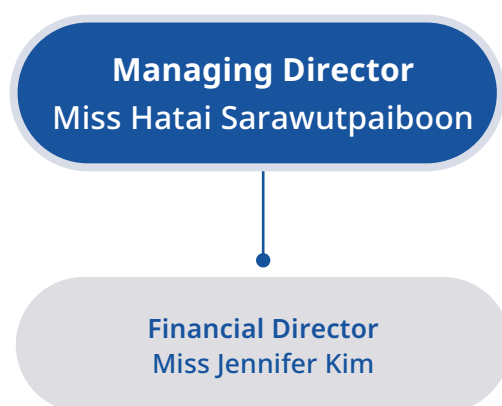 Managing Director
Miss Hatai Sarawutpaiboon
Financial Director
Miss Jennifer Kim